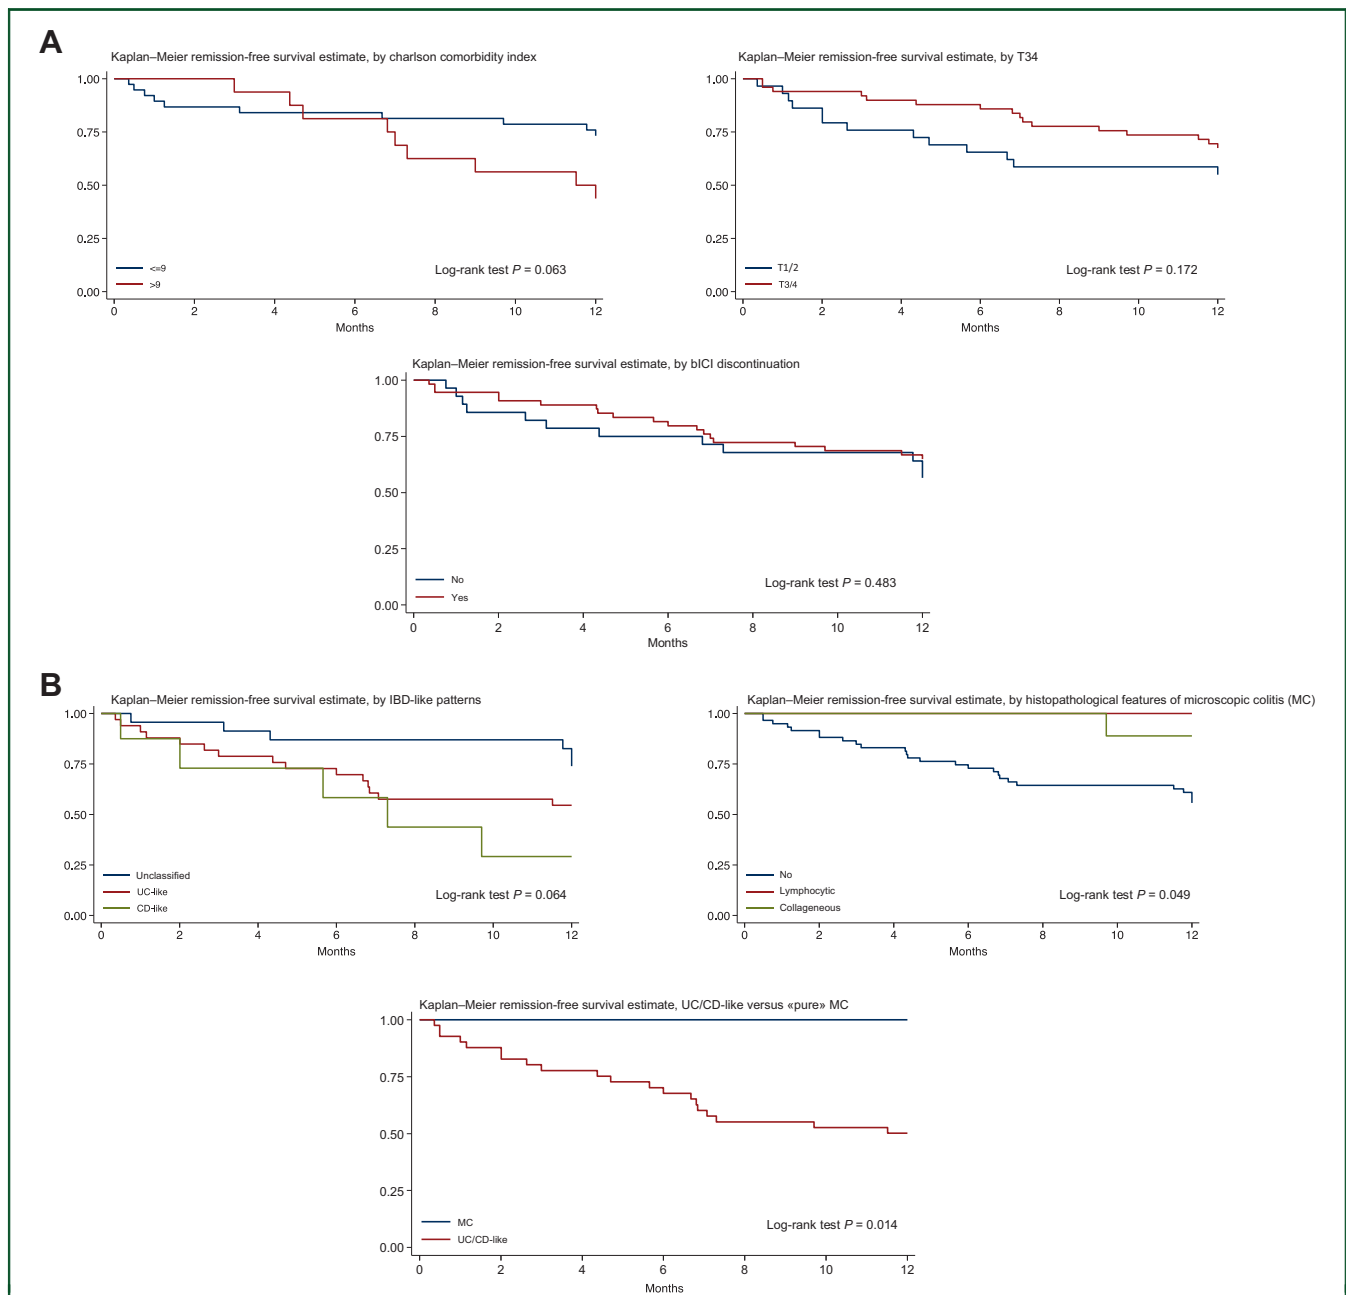 A
Kaplan–Meier remission-free survival estimate, by charlson comorbidity index
1.00
0.75
0.50
0.25
0.00
<=9
>9
Log-rank test P = 0.063
0 2 4 6 8 10 12
Months
Kaplan–Meier remission-free survival estimate, by T34
1.00
0.75
0.50
0.25
0.00
T1/2
T3/4
Log-rank test P = 0.172
0 2 4 6 8 10 12
Months
Kaplan–Meier remission-free survival estimate, by bICI discontinuation
1.00
0.75
0.50
0.25
0.00
No
Yes
Log-rank test P = 0.483
0 2 4 6 8 10 12
Months
B
Kaplan–Meier remission-free survival estimate, by IBD-like patterns
1.00
0.75
0.50
0.25
0.00
Unclassified
UC-like
CD-like
Log-rank test P = 0.064
0 2 4 6 8 10 12
Months
Kaplan–Meier remission-free survival estimate, by histopathological features of microscopic colitis (MC)
1.00
0.75
0.50
0.25
0.00
No
Lymphocytic
Collageneous
Log-rank test P = 0.049
0 2 4 6 8 10 12
Months
Kaplan–Meier remission-free survival estimate, UC/CD-like versus «pure» MC
1.00
0.75
0.50
0.25
0.00
MC
UC/CD-like
Log-rank test P = 0.014
0 2 4 6 8 10 12
Months